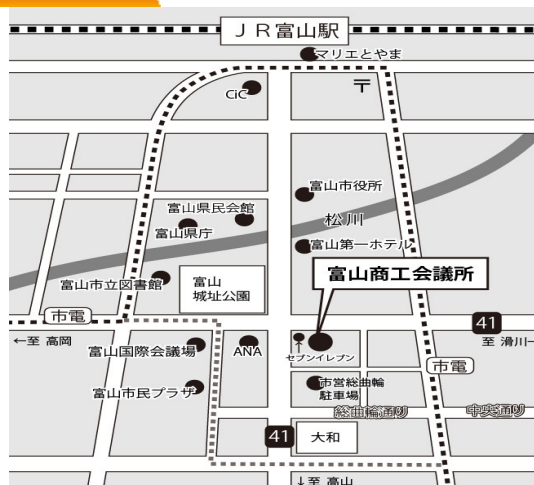 JR富山駅
マリエとやま
CiC
〒
富山市役所
富山県民会館
松川
富山県庁
富山第一ホテル
富山商工会議所
富山市立図書館
富山
城址公園
市電
41
←至 高岡
富山国際会議場
ANA
↑
セブンイレブン
至 滑川→
市電
富山市民プラザ
市営総曲輪
駐車場
総曲輪通り
中央通り
41
大和
↓至 高山